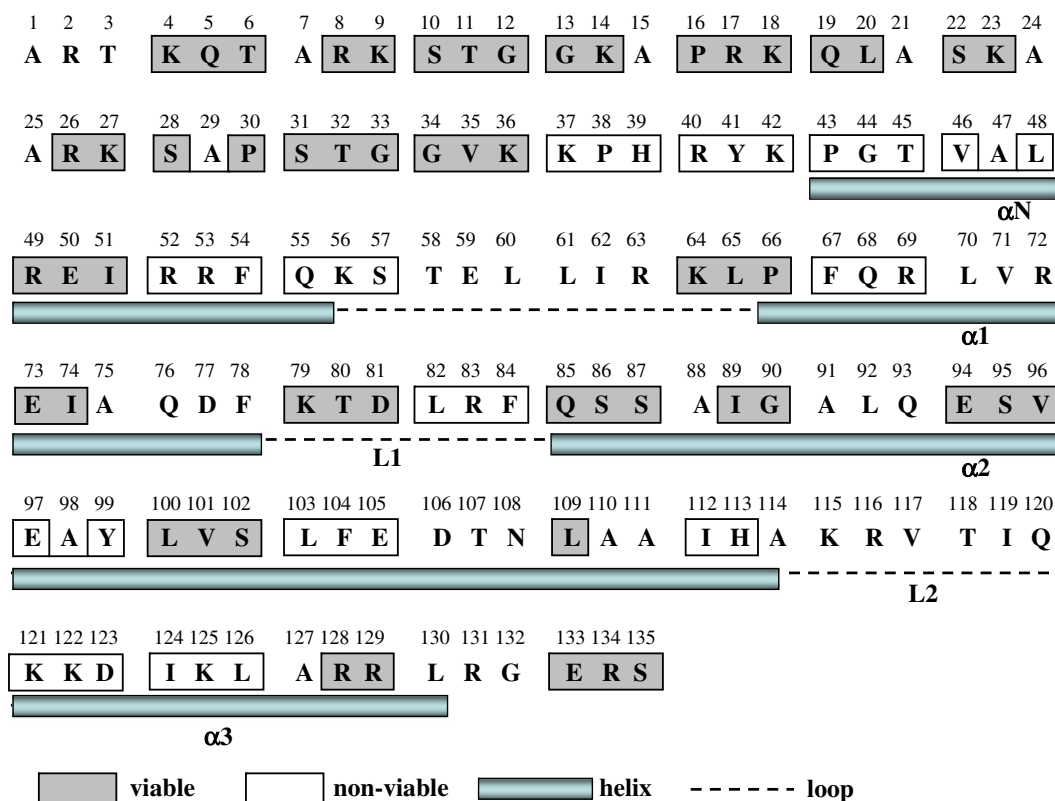 1 2 3 4 5 6 7 8 9 10 11 12 13 14 15 16 17 18 19 20 21 22 23 24
A R T K Q T A R K S T G G K A P R K Q L A S K A
25 26 27 28 29 30 31 32 33 34 35 36 37 38 39 40 41 42 43 44 45 46 47 48
A R K S A P S T G G V K K P H R Y K P G T V A L
αN
49 50 51 52 53 54 55 56 57 58 59 60 61 62 63 64 65 66 67 68 69 70 71 72
R E I R R F Q K S T E L L I R K L P F Q R L V R
α1
73 74 75 76 77 78 79 80 81 82 83 84 85 86 87 88 89 90 91 92 93 94 95 96
E I A Q D F K T D L R F Q S S A I G A L Q E S V
L1 α2
97 98 99 100 101 102 103 104 105 106 107 108 109 110 111 112 113 114 115 116 117 118 119 120
E A Y L V S L F E D T N L A A I H A K R V T I Q
L2
121 122 123 124 125 126 127 128 129 130 131 132 133 134 135
K K D I K L A R R L R G E R S
α3
viable non-viable helix loop